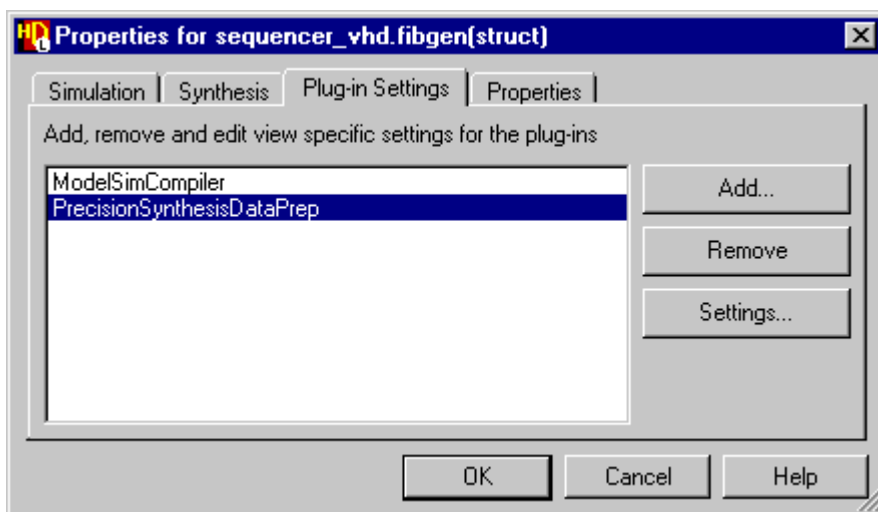 HDL
Properties for sequencer_vhd.fibgen(struct)
Simulation Synthesis Plug-in Settings Properties
Add, remove and edit view specific settings for the plug-ins
ModelSimCompiler
PrecisionSynthesisDataPrep
Add...
Remove
Settings...
OK Cancel Help